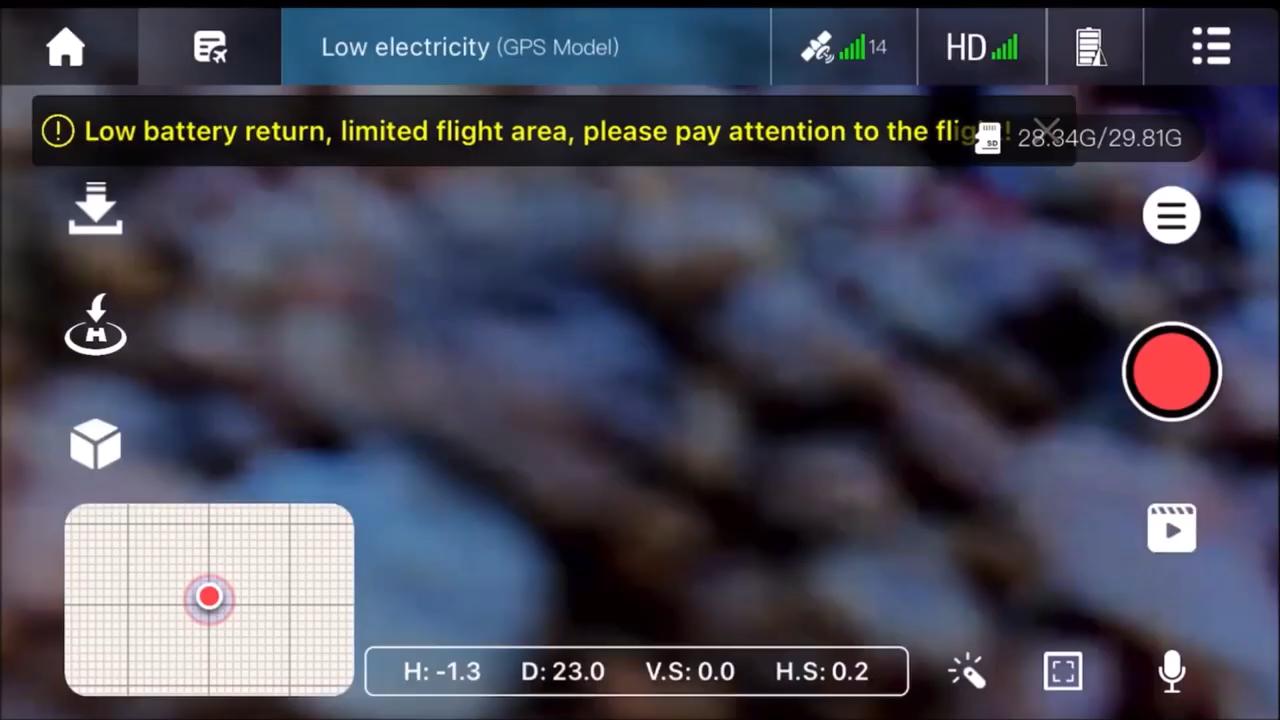 Low electricity (GPS Model)
14
HD
Low battery return, limited flight area, please pay attention to the !
SD
28.34G/29.81G
H
H: -1.3 D: 23.0 V.S: 0.0 H.S: 0.2